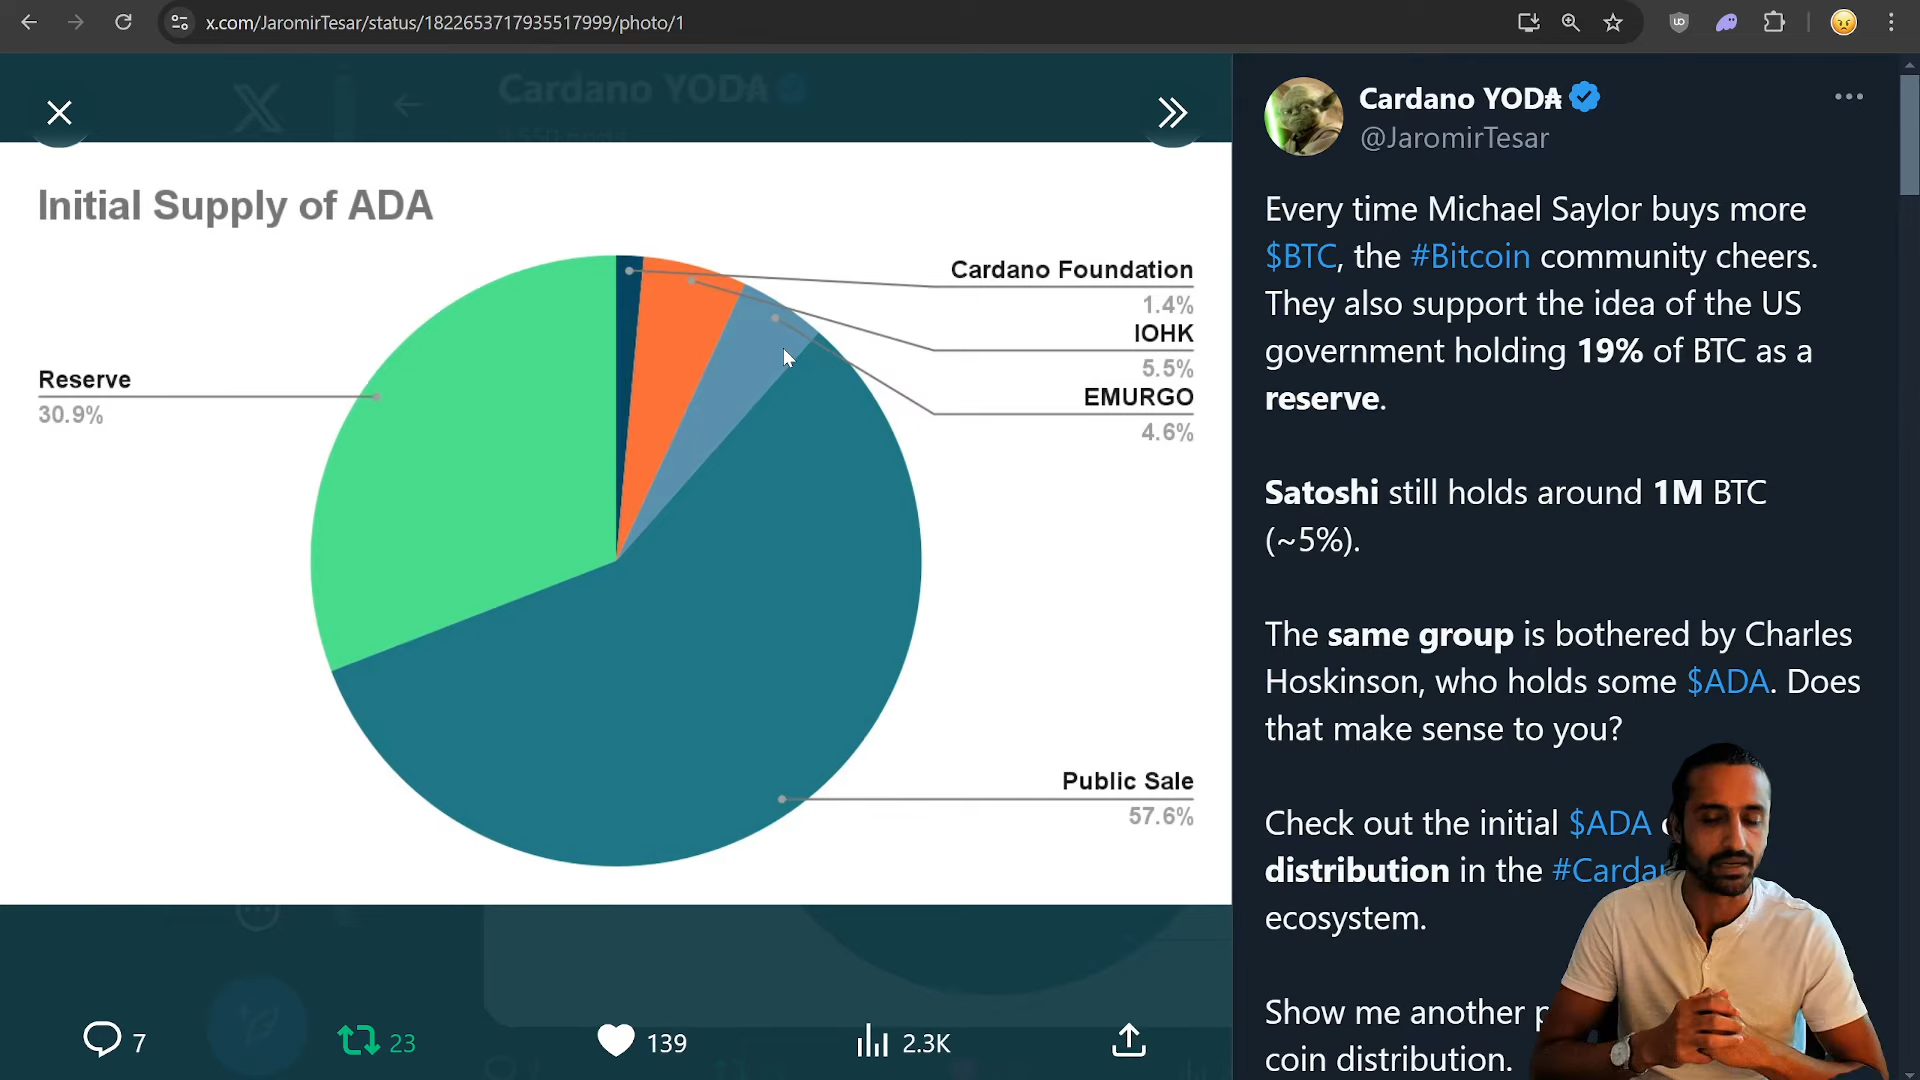 x.com/JaromirTesar/status/1822653717935517999/photo/1
Cardano YODA
Initial Supply of ADA
Cardano Foundation
1.4%
IOHK
5.5%
EMURGO
4.6%
Reserve
30.9%
Public Sale
57.6%
7
23
139
2.3K
Cardano YOD₳
@JaromirTesar
Every time Michael Saylor buys more
$BTC, the #Bitcoin community cheers.
They also support the idea of the US
government holding 19% of BTC as a
reserve.
Satoshi still holds around 1M BTC
(~5%).
The same group is bothered by Charles
Hoskinson, who holds some $ADA. Does
that make sense to you?
Check out the initial $ADA
distribution in the
ecosystem.
Show me another
coin distribution.